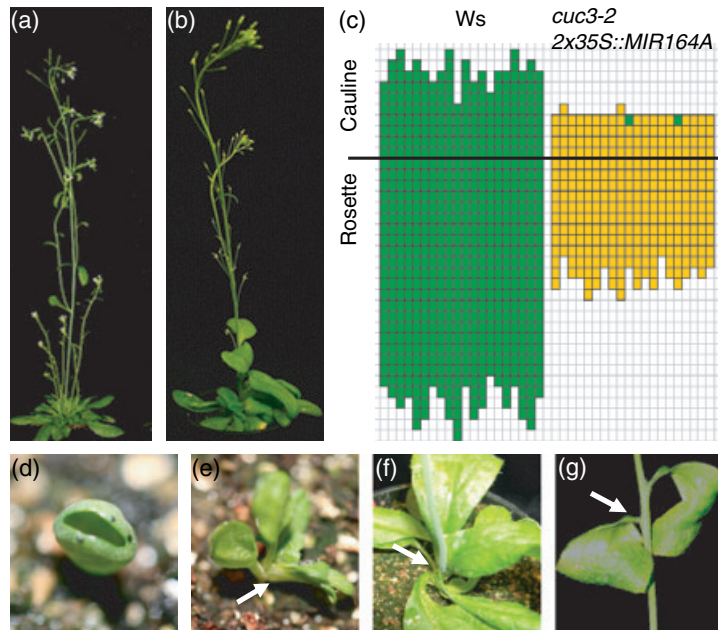 (a)
(b)
(c)
Ws
cuc3-2
2x35S::MIR164A
Cauline
Rosette
(d)
(e)
(f)
(g)